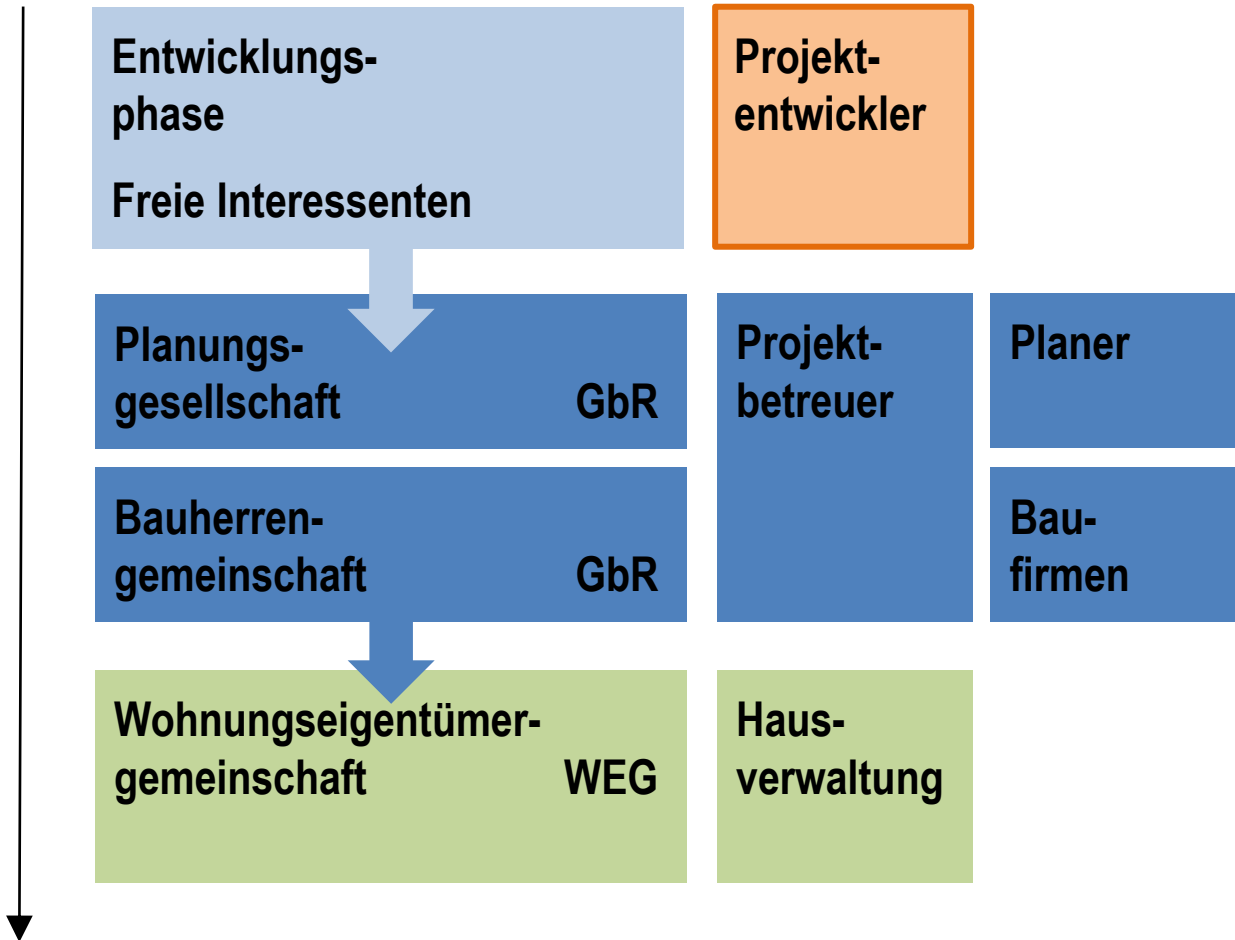 Entwicklungs-
phase
Freie Interessenten
Projekt-
entwickler
Planungs-
gesellschaft GbR
Projekt-
betreuer
Planer
Bauherren-
gemeinschaft GbR
Bau-
firmen
Wohnungseigentümer-
gemeinschaft WEG
Haus-
verwaltung